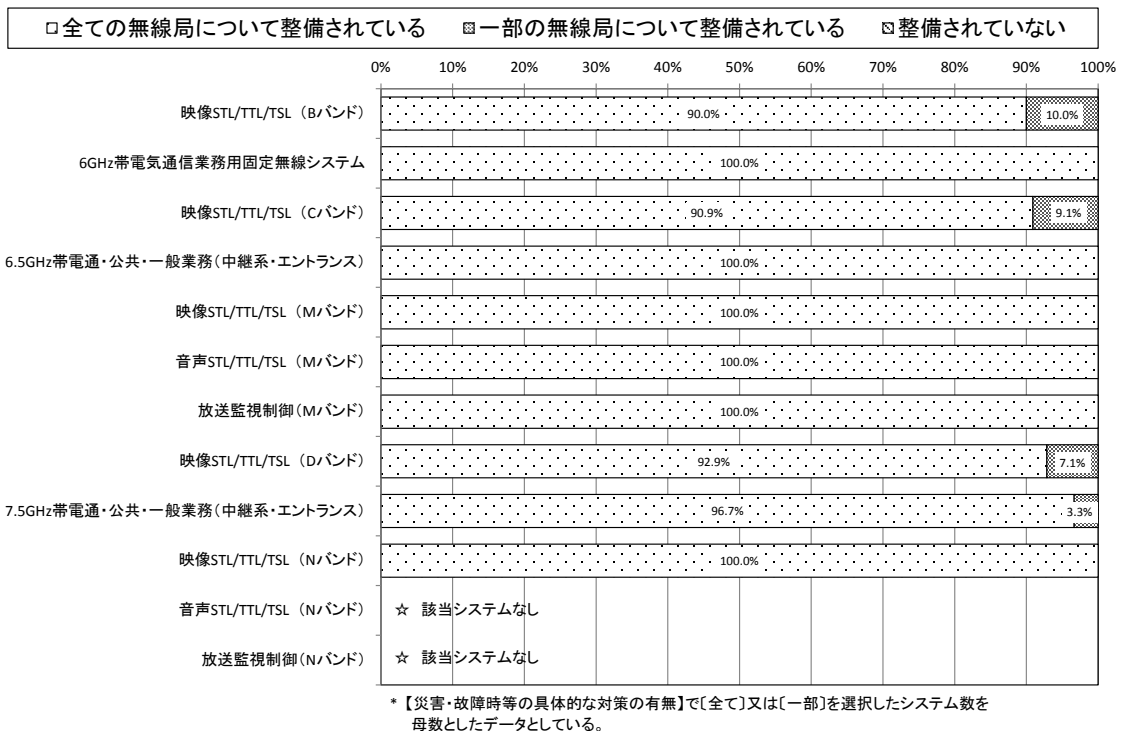 全ての無線局について整備されている 一部の無線局について整備されている 整備されていない
0% 10% 20% 30% 40% 50% 60% 70% 80% 90% 100%
映像STL/TTL/TSL（Bバンド） 90.0% 10.0%
6GHz帯電気通信業務用固定無線システム 100.0%
映像STL/TTL/TSL（Cバンド） 90.9% 9.1%
6.5GHz帯電通・公共・一般業務（中継系・エントランス） 100.0%
映像STL/TTL/TSL（Mバンド） 100.0%
音声STL/TTL/TSL（Mバンド） 100.0%
放送監視制御（Mバンド） 100.0%
映像STL/TTL/TSL（Dバンド） 92.9% 7.1%
7.5GHz帯電通・公共・一般業務（中継系・エントランス） 96.7% 3.3%
映像STL/TTL/TSL（Nバンド） 100.0%
音声STL/TTL/TSL（Nバンド） ☆ 該当システムなし
放送監視制御（Nバンド） ☆ 該当システムなし
*【災害・故障時等の具体的な対策の有無】で〔全て〕又は〔一部〕を選択したシステム数を
母数としたデータとしている。